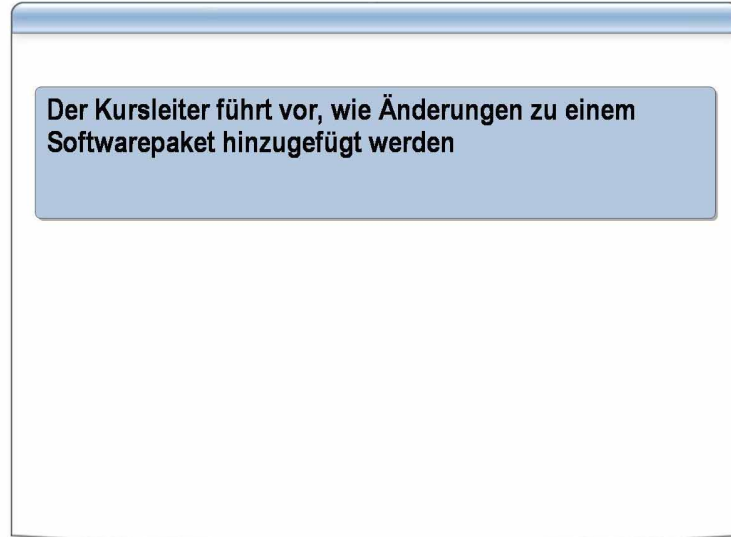 Der Kursleiter führt vor, wie Änderungen zu einem
Softwarepaket hinzugefügt werden